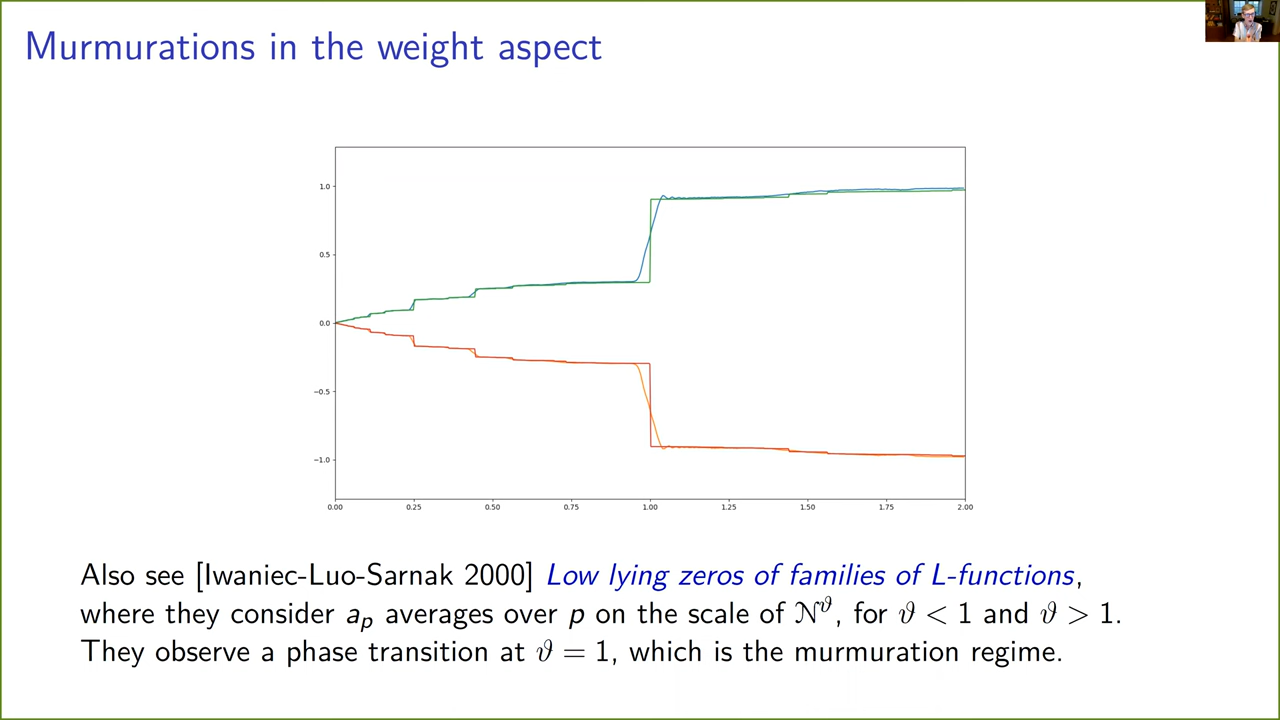 Murmurations in the weight aspect
1.0
0.5
0.0
−0.5
−1.0
0.00 0.25 0.50 0.75 1.00 1.25 1.50 1.75 2.00
Also see [Iwaniec-Luo-Sarnak 2000] Low lying zeros of families of L-functions,
where they consider aₚ averages over p on the scale of N^ϑ, for ϑ < 1 and ϑ > 1.
They observe a phase transition at ϑ = 1, which is the murmuration regime.